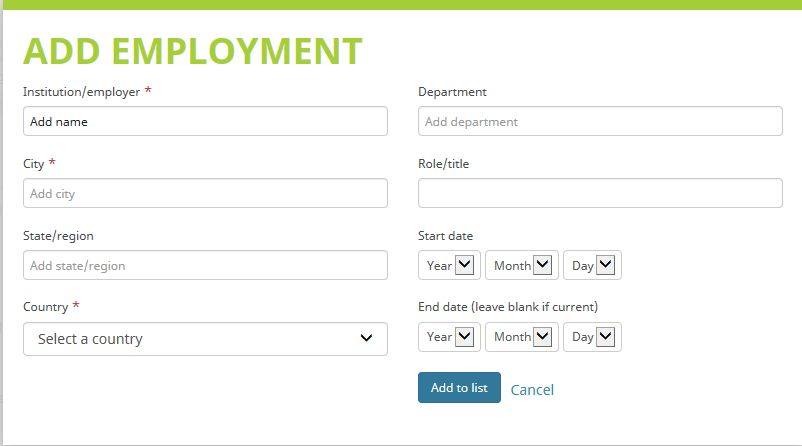 ADD EMPLOYMENT
Institution/employer *
Add name
City *
Add city
State/region
Add state/region
Country *
Select a country
Department
Add department
Role/title
Start date
Year Month Day
End date (leave blank if current)
Year Month Day
Add to list Cancel